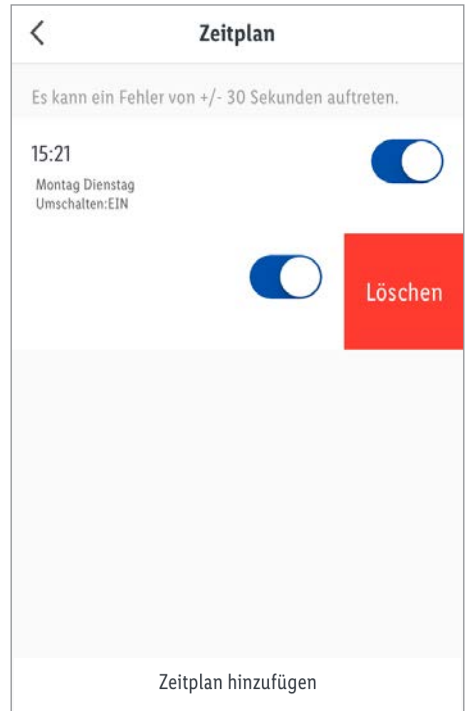 Zeitplan
Es kann ein Fehler von +/- 30 Sekunden auftreten.
15:21
Montag Dienstag
Umschalten:EIN
Löschen
Zeitplan hinzufügen